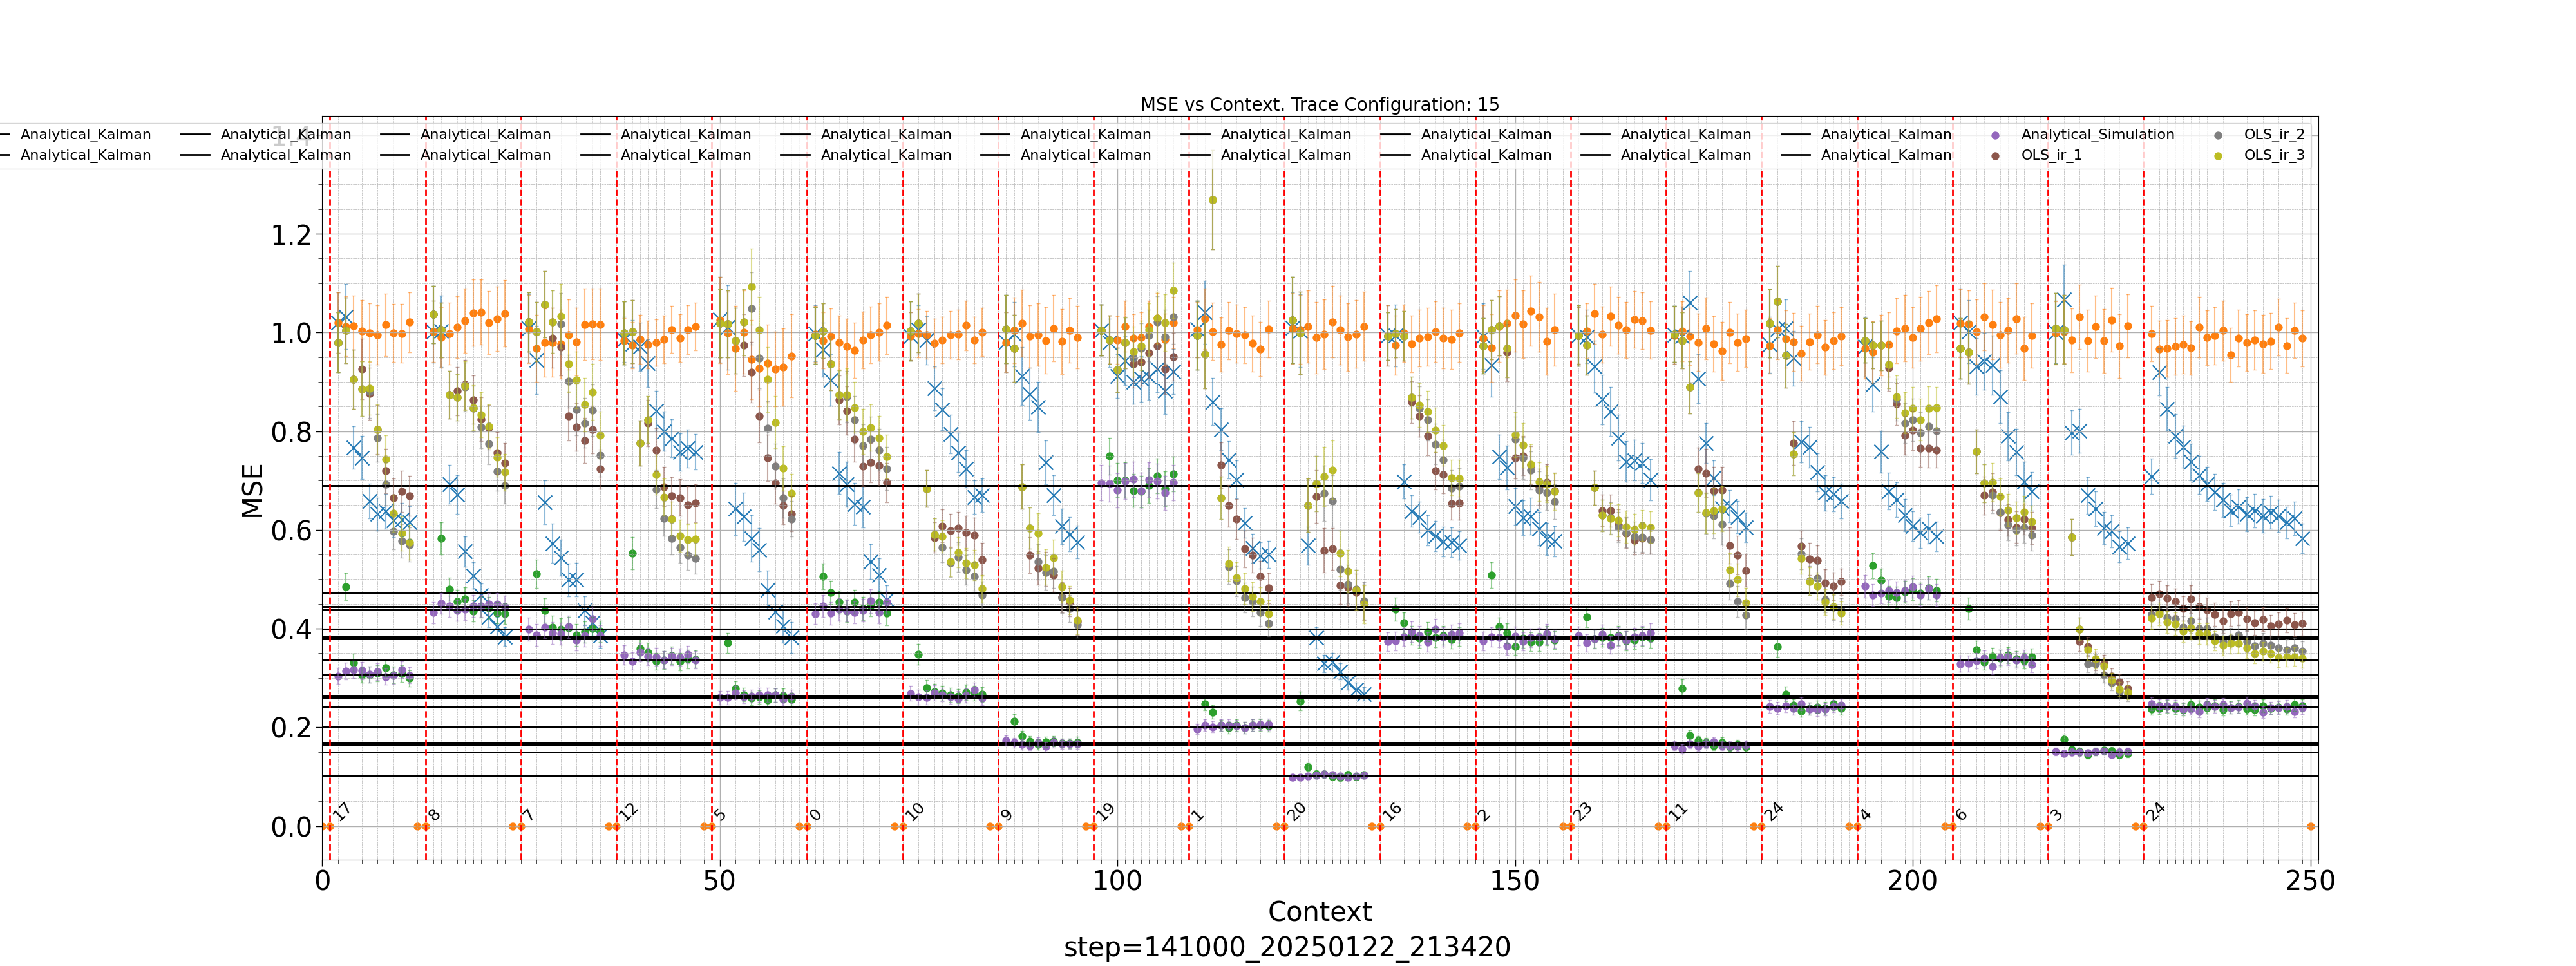 MSE vs Context. Trace Configuration: 15
Analytical_Kalman Analytical_Kalman Analytical_Kalman Analytical_Kalman Analytical_Kalman Analytical_Kalman Analytical_Kalman Analytical_Kalman Analytical_Kalman Analytical_Kalman Analytical_Simulation OLS_ir_2
Analytical_Kalman Analytical_Kalman Analytical_Kalman Analytical_Kalman Analytical_Kalman Analytical_Kalman Analytical_Kalman Analytical_Kalman Analytical_Kalman Analytical_Kalman OLS_ir_1 OLS_ir_3
1.4
1.2
1.0
0.8
0.6
0.4
0.2
0.0
MSE
17 8 7 12 5 0 10 9 19 1 20 16 2 23 11 24 4 6 3 24
0 50 100 150 200 250
Context
step=141000_20250122_213420